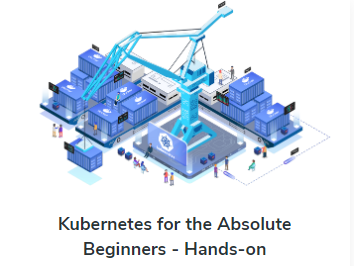 Kubernetes for the Absolute
Beginners - Hands-on